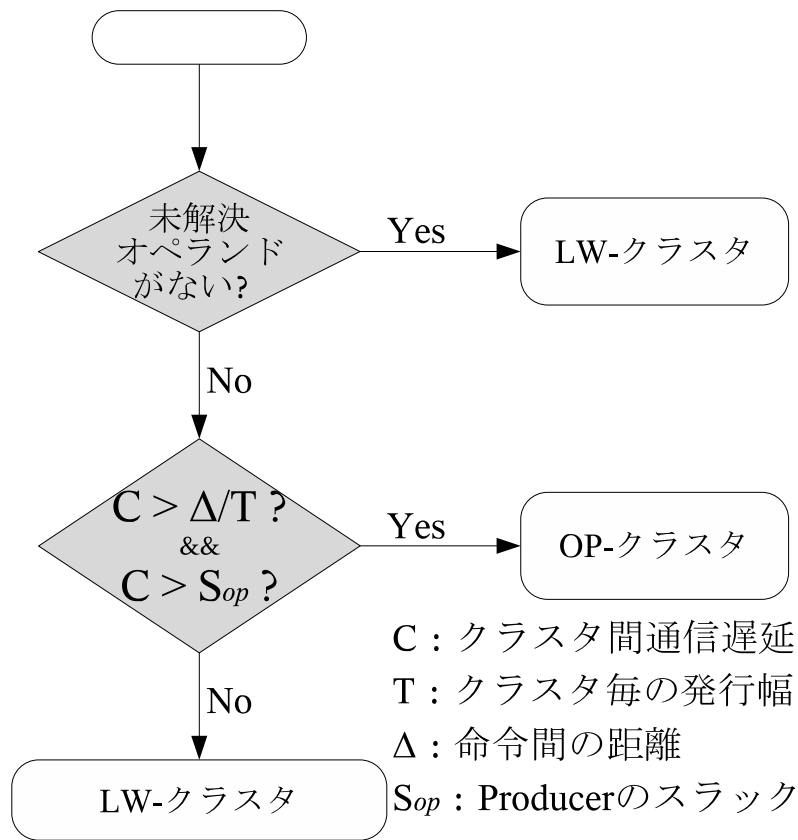 未解決
オペランド
がない?
Yes
LW-クラスタ
No
C > Δ/T ?
&&
C > Sop ?
Yes
OP-クラスタ
No
LW-クラスタ
C : クラスタ間通信遅延
T : クラスタ毎の発行幅
Δ : 命令間の距離
Sop : Producerのスラック